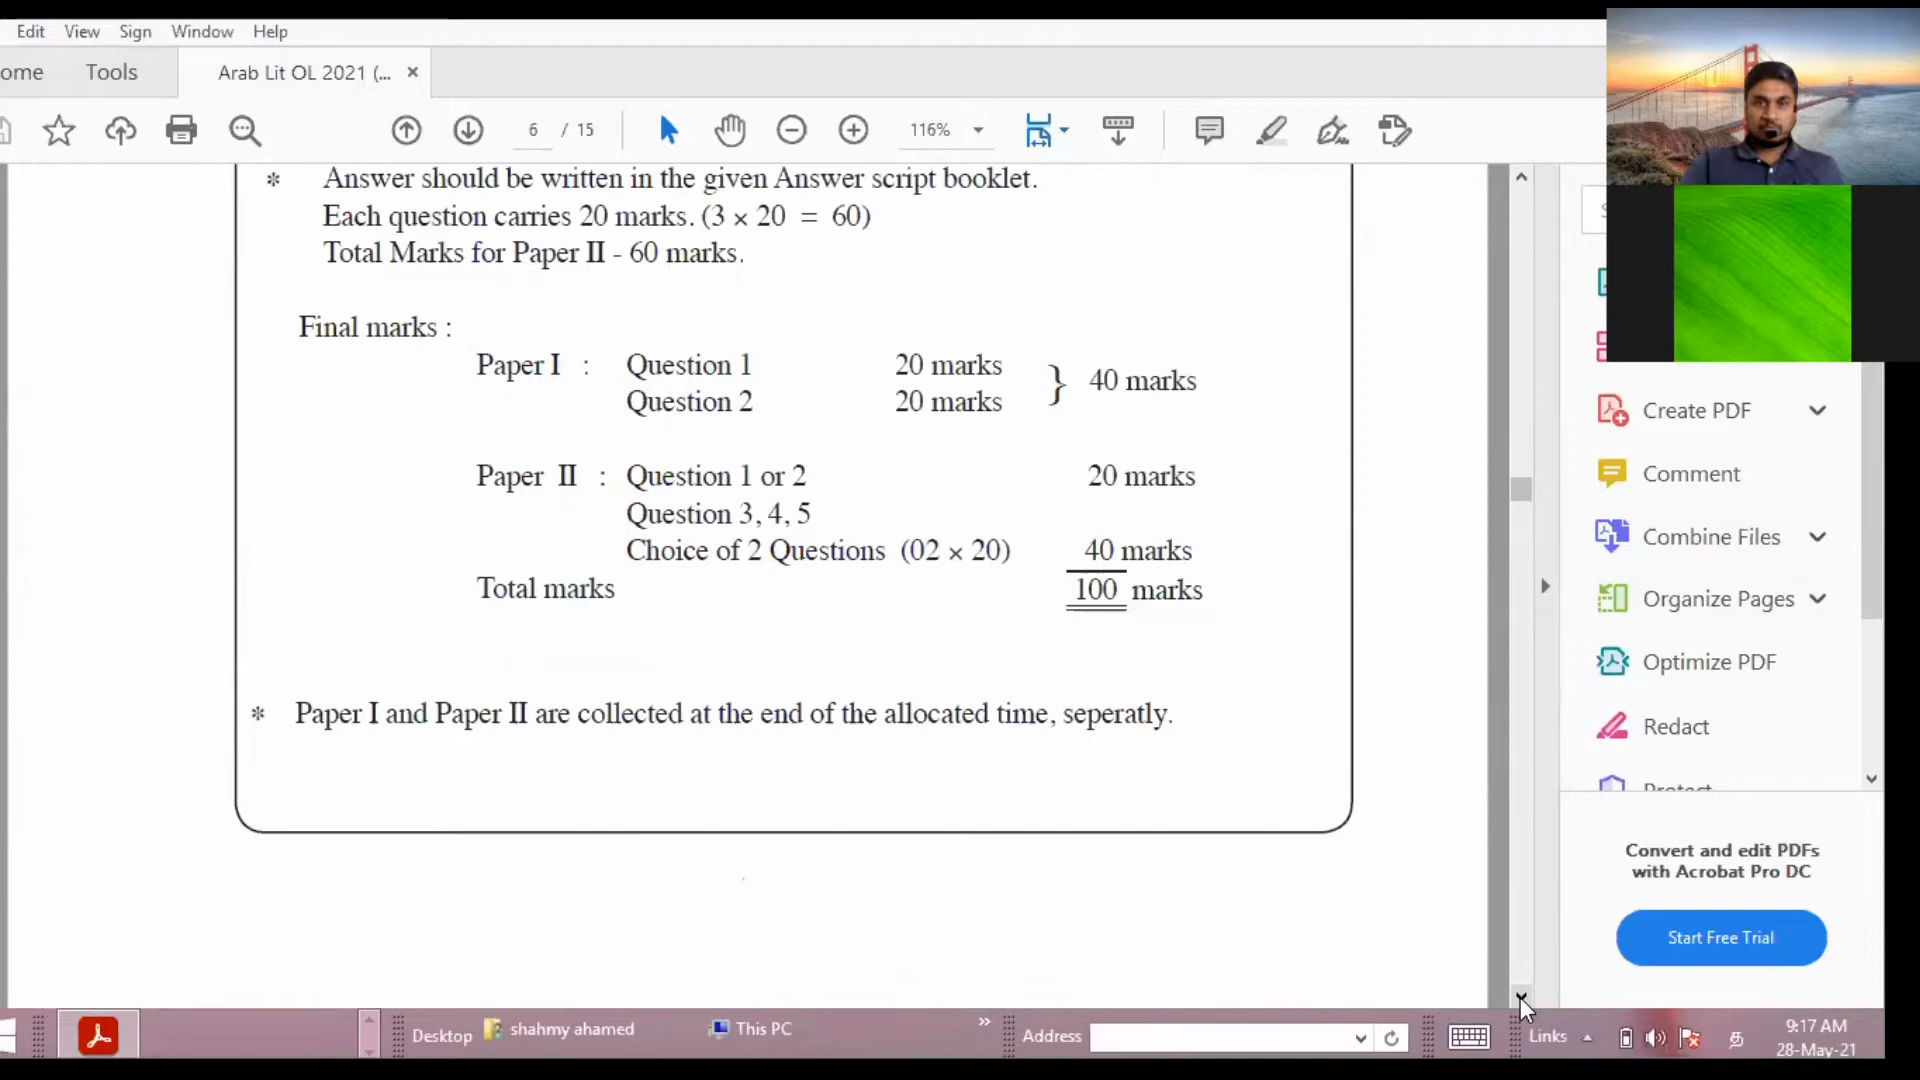 Edit View Sign Window Help
ome Tools Arab Lit OL 2021 (... ×
6 / 15 116%
* Answer should be written in the given Answer script booklet.
Each question carries 20 marks. (3 × 20 = 60)
Total Marks for Paper II - 60 marks.
Final marks :
Paper I : Question 1 20 marks } 40 marks
Question 2 20 marks
Paper II : Question 1 or 2 20 marks
Question 3, 4, 5
Choice of 2 Questions (02 × 20) 40 marks
Total marks 100 marks
* Paper I and Paper II are collected at the end of the allocated time, seperatly.
Create PDF
Comment
Combine Files
Organize Pages
Optimize PDF
Redact
Protect
Convert and edit PDFs
with Acrobat Pro DC
Start Free Trial
Desktop shahmy ahamed This PC » Address Links 9:17 AM
28-May-21